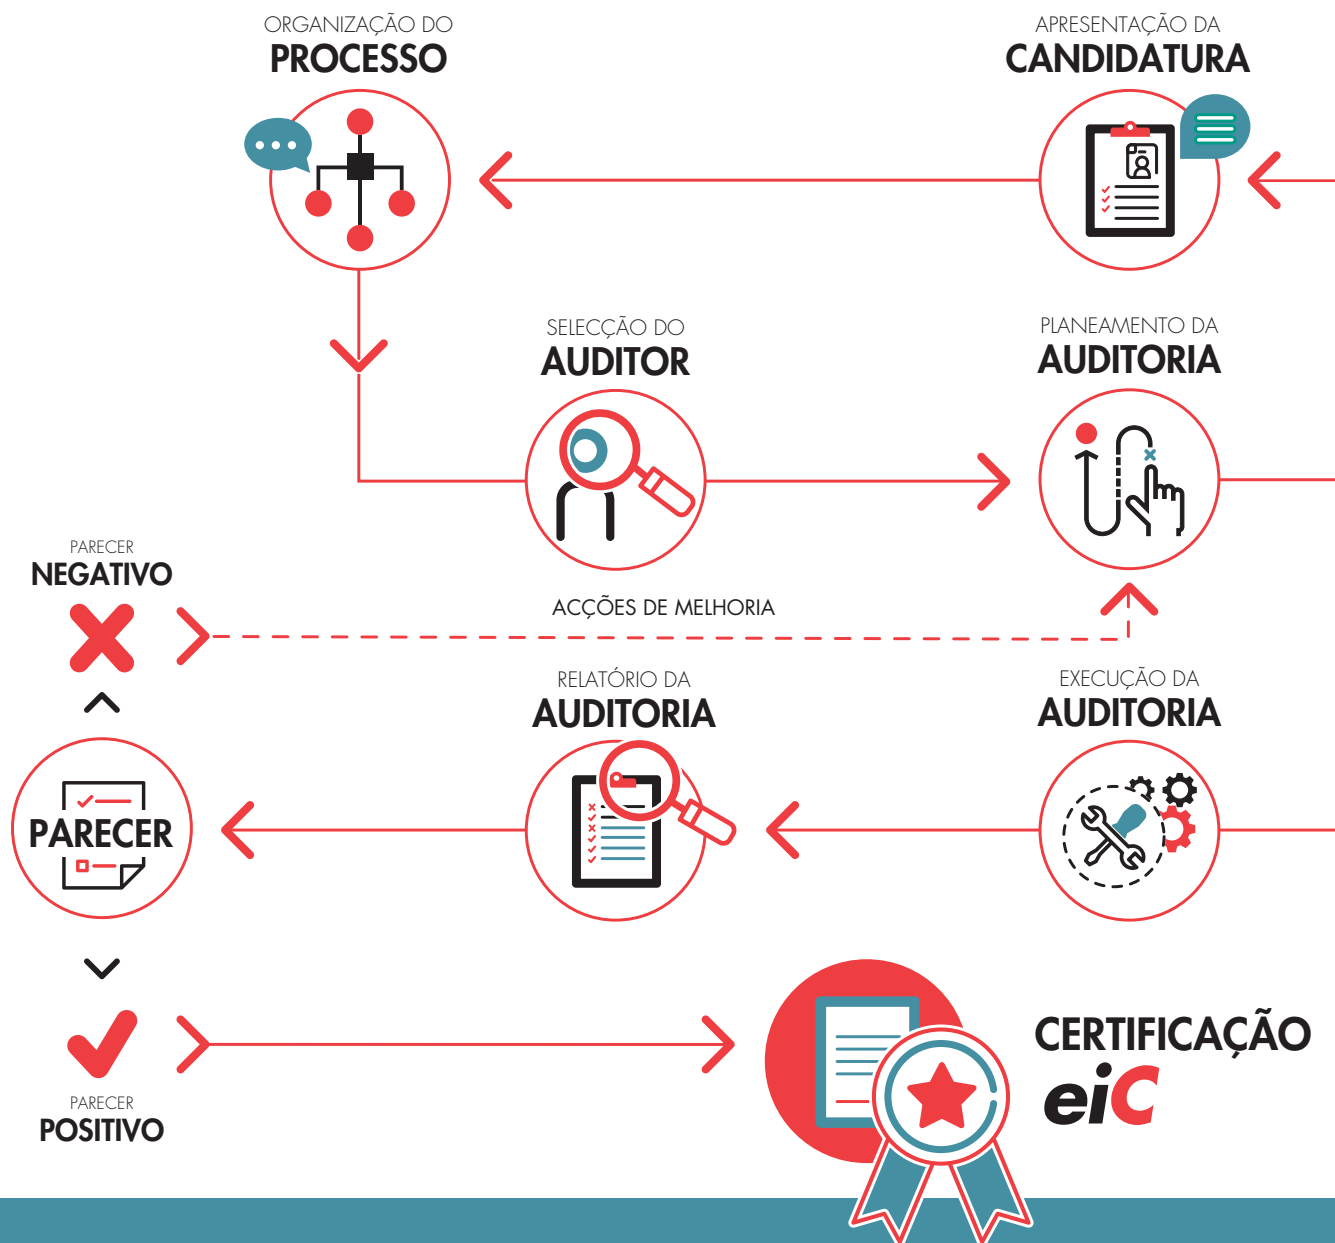 ORGANIZAÇÃO DO
PROCESSO
APRESENTAÇÃO DA
CANDIDATURA
SELECÇÃO DO
AUDITOR
PLANEAMENTO DA
AUDITORIA
PARECER
NEGATIVO
ACÇÕES DE MELHORIA
RELATÓRIO DA
AUDITORIA
EXECUÇÃO DA
AUDITORIA
PARECER
CERTIFICAÇÃO
eiC
PARECER
POSITIVO